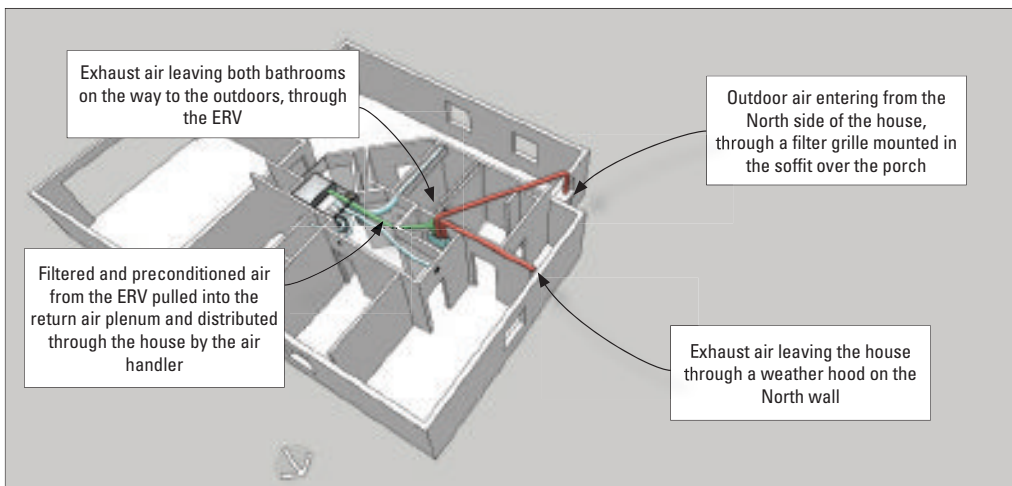 Exhaust air leaving both bathrooms
on the way to the outdoors, through
the ERV
Outdoor air entering from the
North side of the house,
through a filter grille mounted in
the soffit over the porch
Filtered and preconditioned air
from the ERV pulled into the
return air plenum and distributed
through the house by the air
handler
Exhaust air leaving the house
through a weather hood on the
North wall